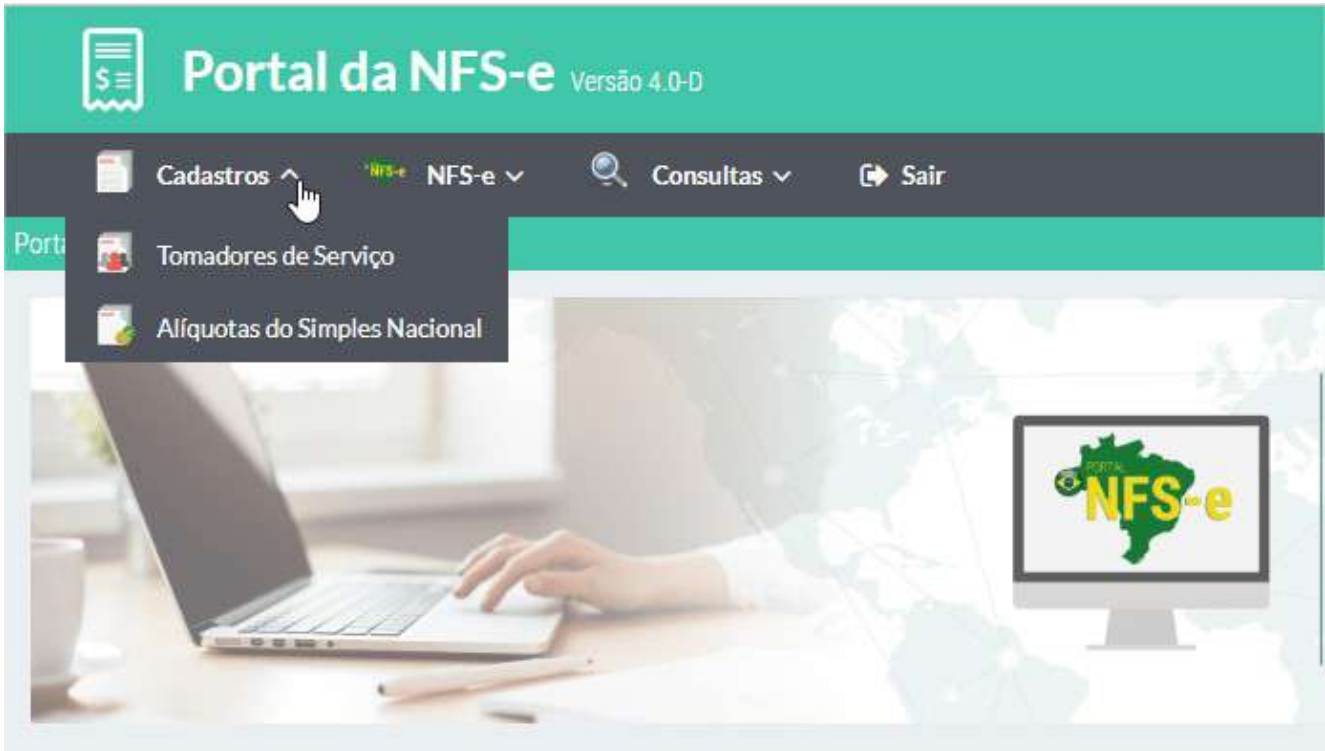 Portal da NFS-e Versão 4.0-D
Cadastros NFS-e NFS-e Consultas Sair
Porta
Tomadores de Serviço
Alíquotas do Simples Nacional
PORTAL
NFS-e